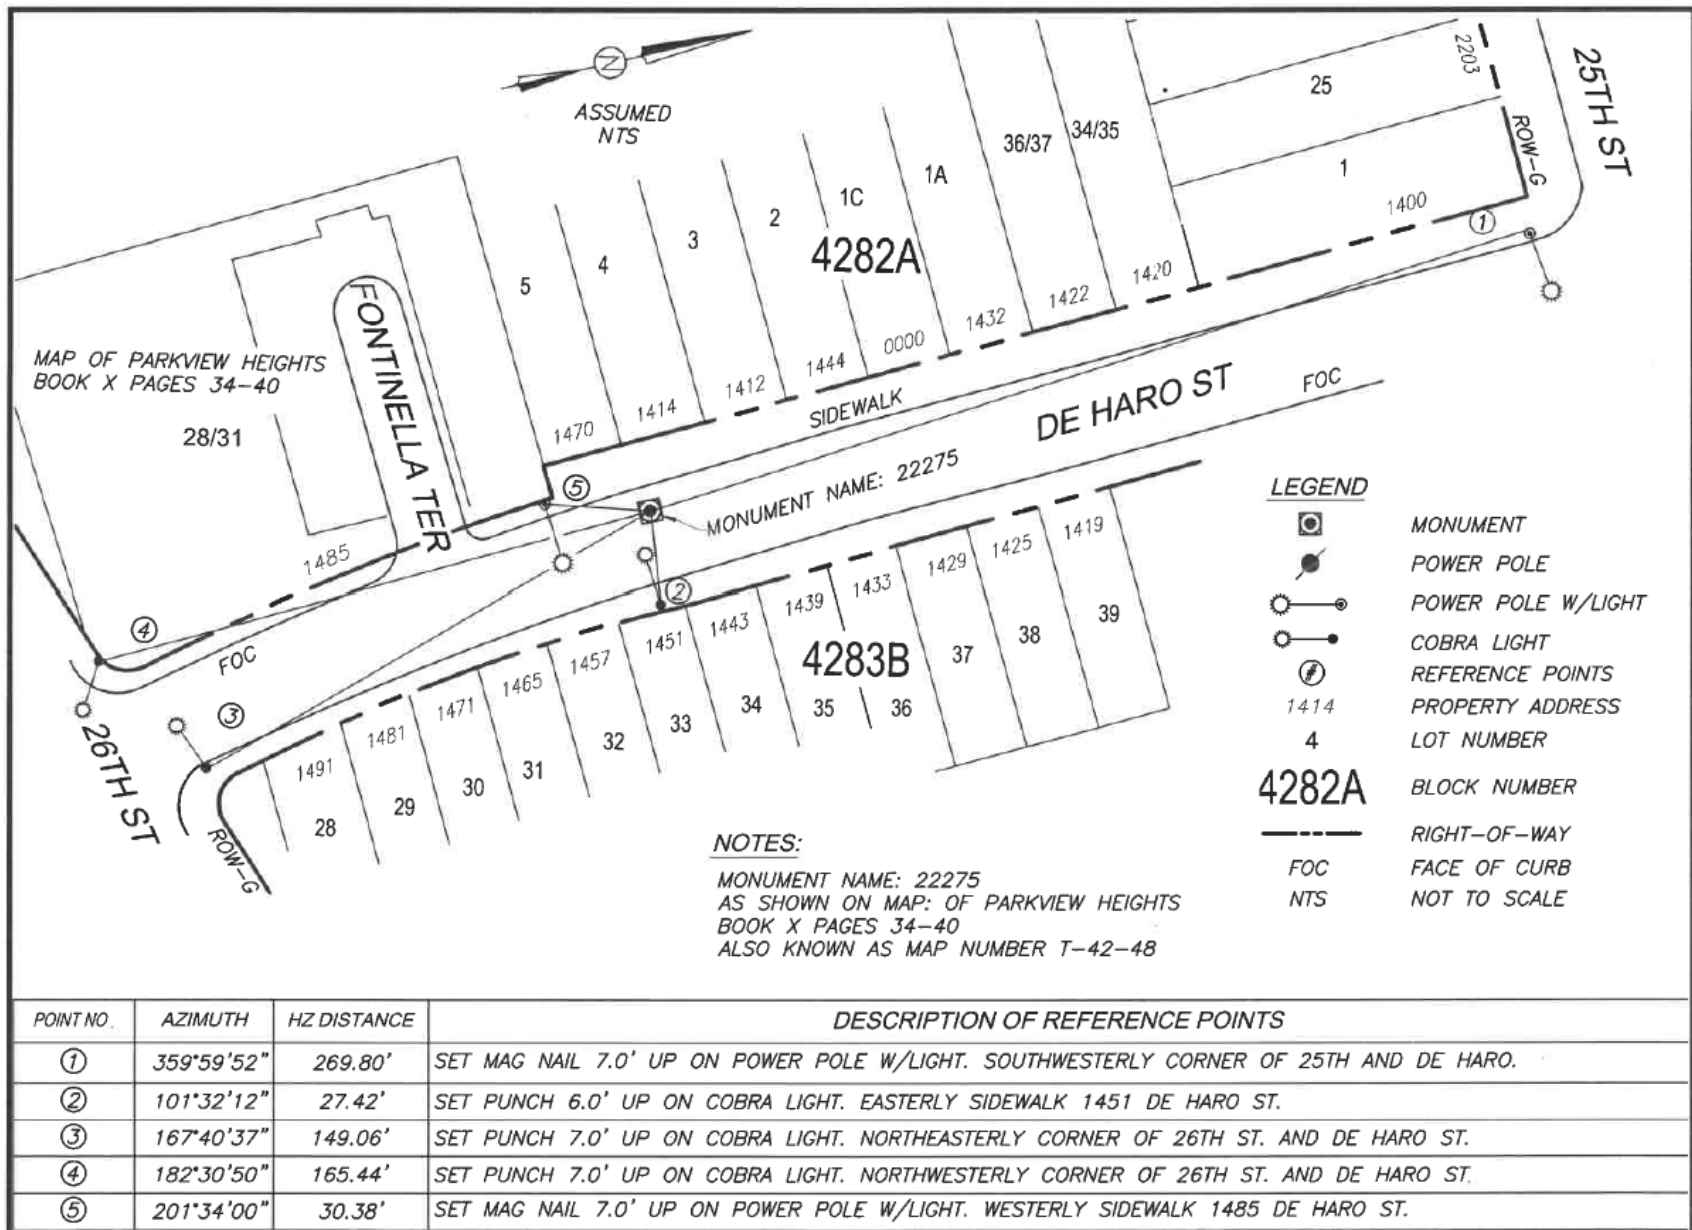 N
ASSUMED
NTS
25TH ST
2203
ROW-G
25
1
1400
①
36/37
34/35
1A
1C
2
3
4
5
4282A
1420
1422
1432
0000
1444
1412
1414
1470
SIDEWALK
DE HARO ST
FOC
MAP OF PARKVIEW HEIGHTS
BOOK X PAGES 34-40
28/31
FONTINELLA TER
1485
⑤
MONUMENT NAME: 22275
②
④
FOC
③
26TH ST
ROW-G
1491
1481
1471
1465
1457
1451
1443
1439
1433
1429
1425
1419
4283B
28
29
30
31
32
33
34
35
36
37
38
39
LEGEND
MONUMENT
POWER POLE
POWER POLE W/LIGHT
COBRA LIGHT
# REFERENCE POINTS
1414 PROPERTY ADDRESS
4 LOT NUMBER
4282A BLOCK NUMBER
RIGHT-OF-WAY
FOC FACE OF CURB
NTS NOT TO SCALE
NOTES:
MONUMENT NAME: 22275
AS SHOWN ON MAP: OF PARKVIEW HEIGHTS
BOOK X PAGES 34-40
ALSO KNOWN AS MAP NUMBER T-42-48
POINT NO. AZIMUTH HZ DISTANCE DESCRIPTION OF REFERENCE POINTS
① 359°59'52" 269.80' SET MAG NAIL 7.0' UP ON POWER POLE W/LIGHT. SOUTHWESTERLY CORNER OF 25TH AND DE HARO.
② 101°32'12" 27.42' SET PUNCH 6.0' UP ON COBRA LIGHT. EASTERLY SIDEWALK 1451 DE HARO ST.
③ 167°40'37" 149.06' SET PUNCH 7.0' UP ON COBRA LIGHT. NORTHEASTERLY CORNER OF 26TH ST. AND DE HARO ST.
④ 182°30'50" 165.44' SET PUNCH 7.0' UP ON COBRA LIGHT. NORTHWESTERLY CORNER OF 26TH ST. AND DE HARO ST.
⑤ 201°34'00" 30.38' SET MAG NAIL 7.0' UP ON POWER POLE W/LIGHT. WESTERLY SIDEWALK 1485 DE HARO ST.